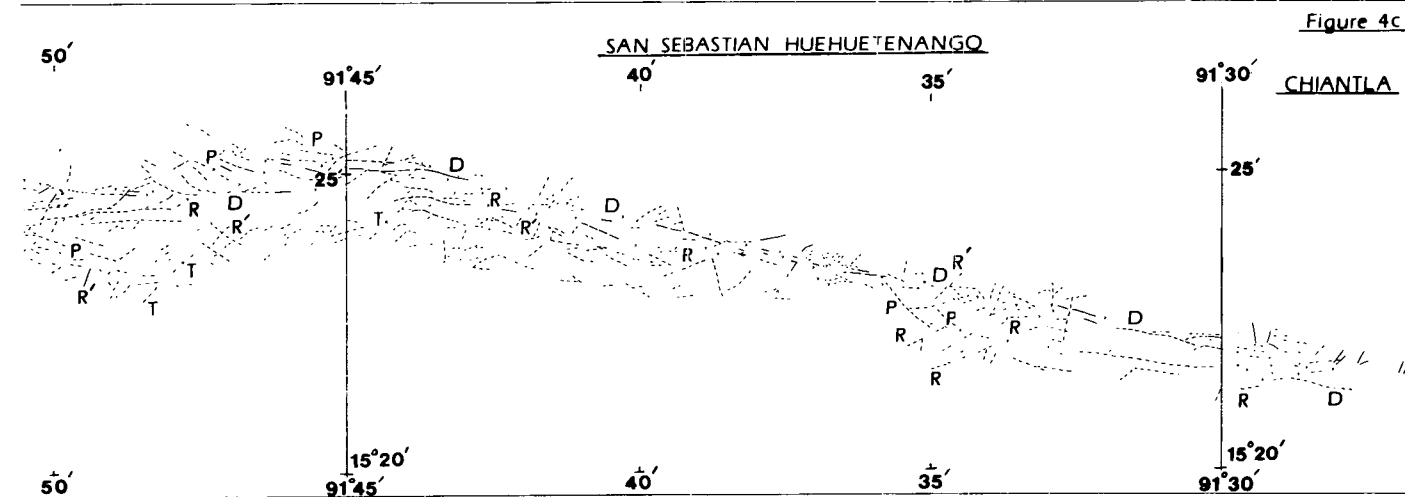 Figure 4c
SAN SEBASTIAN HUEHUETENANGO
50′ 40′ 35′
91°45′ 91°30′
CHIANTLA
P
P D
25′ 25′
R D R′ T R R′ D
P R
T D R′
R′ T
P P R D
R
R
R D
15°20′ 15°20′
50′ 91°45′ 40′ 35′ 91°30′